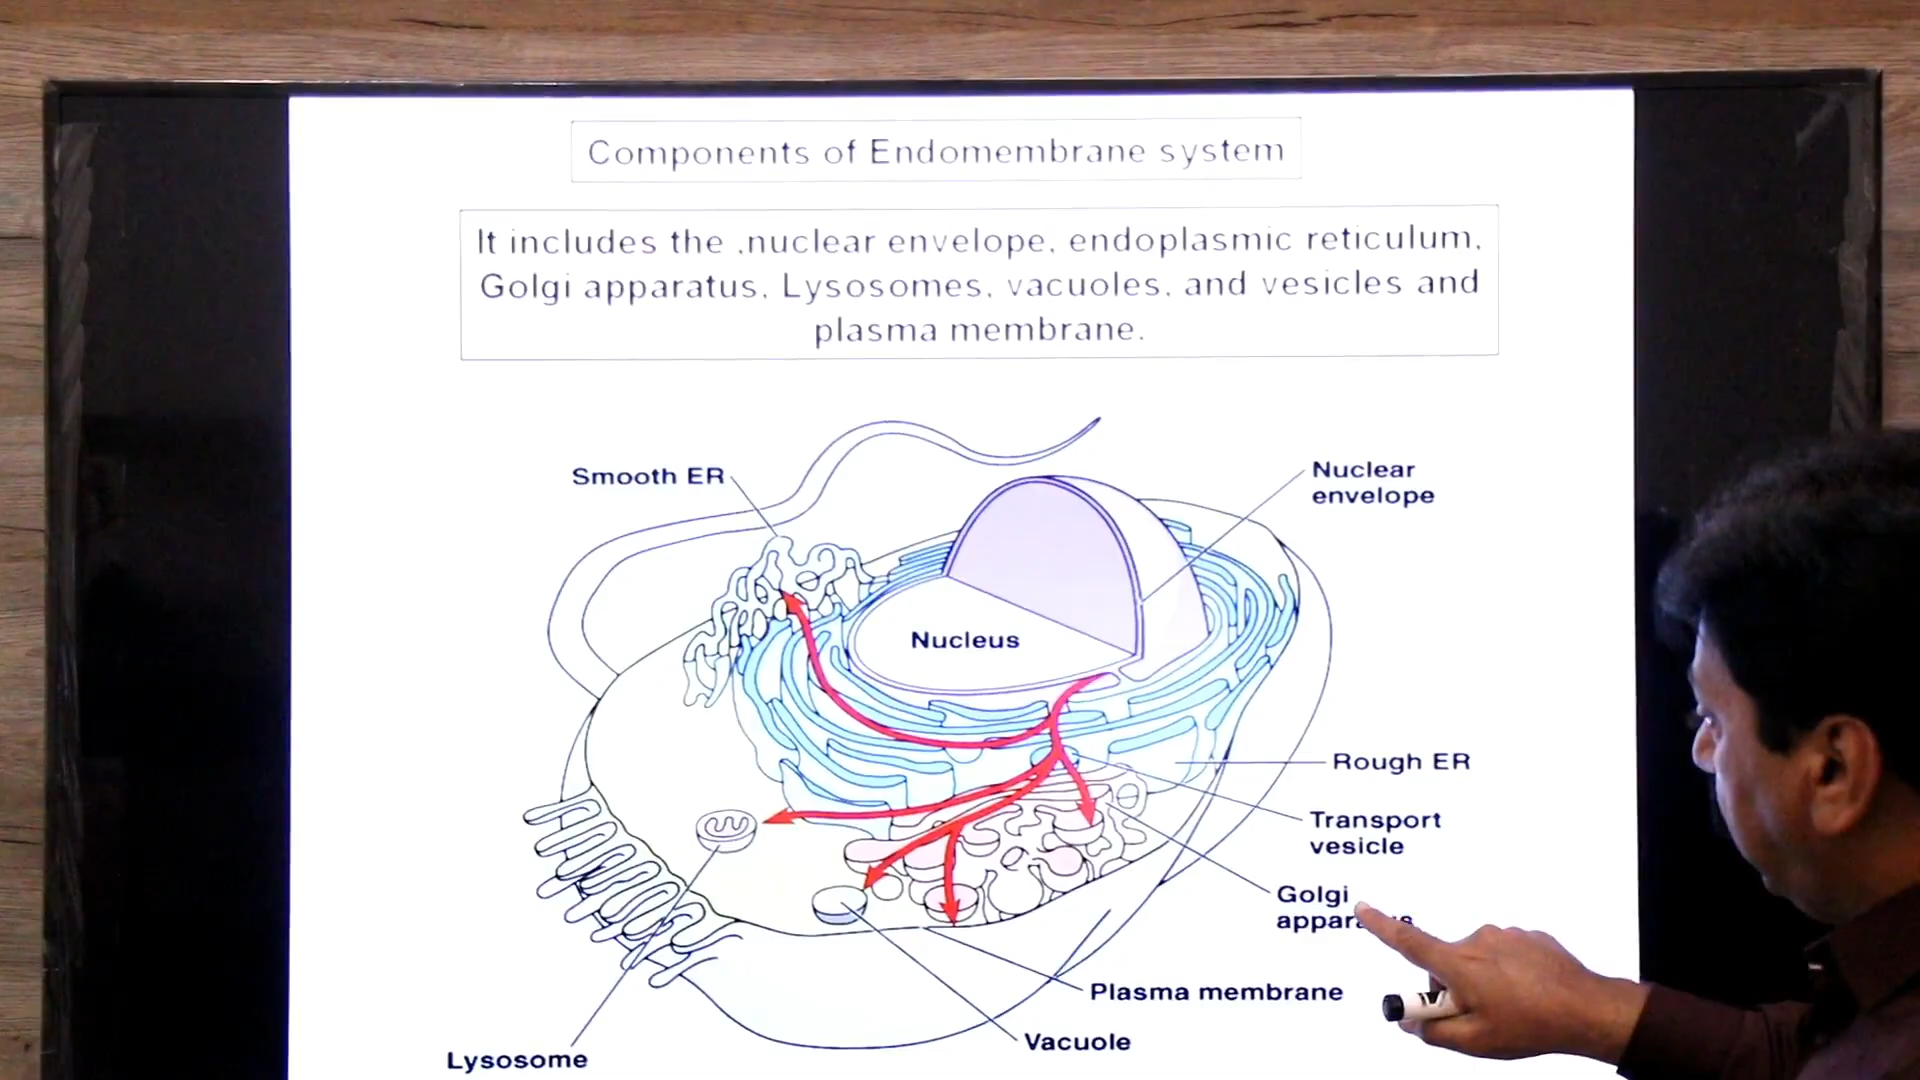 Components of Endomembrane system
It includes the ,nuclear envelope, endoplasmic reticulum,
Golgi apparatus, Lysosomes, vacuoles, and vesicles and
plasma membrane.
Smooth ER
Nuclear
envelope
Nucleus
Rough ER
Transport
vesicle
Golgi
Plasma membrane
Vacuole
Lysosome